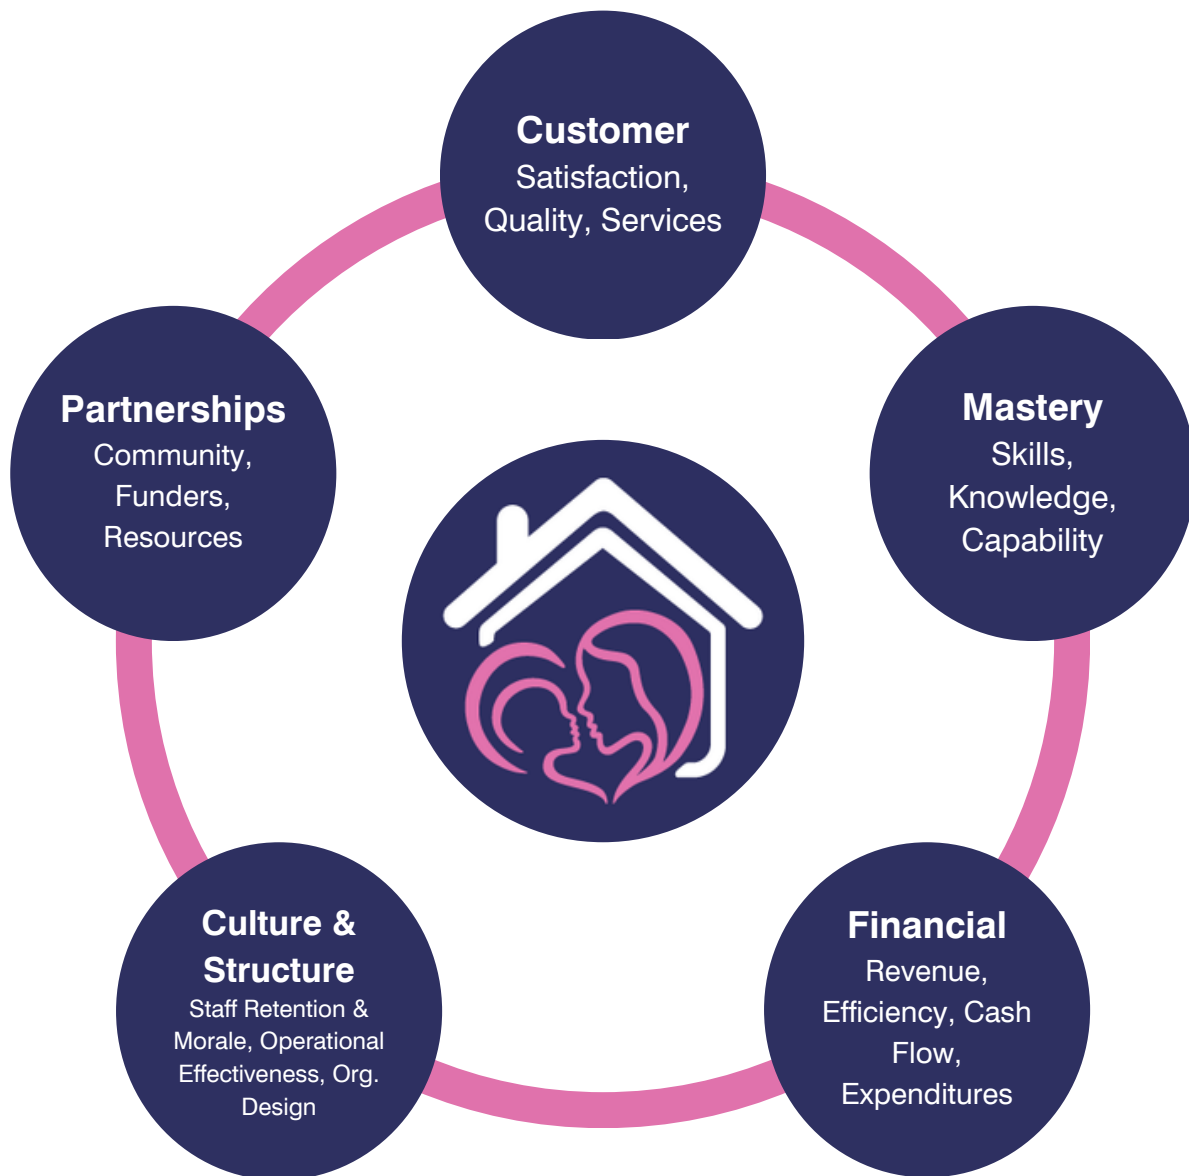 Customer
Satisfaction,
Quality, Services
Mastery
Skills,
Knowledge,
Capability
Financial
Revenue,
Efficiency, Cash
Flow,
Expenditures
Culture &
Structure
Staff Retention &
Morale, Operational
Effectiveness, Org.
Design
Partnerships
Community,
Funders,
Resources